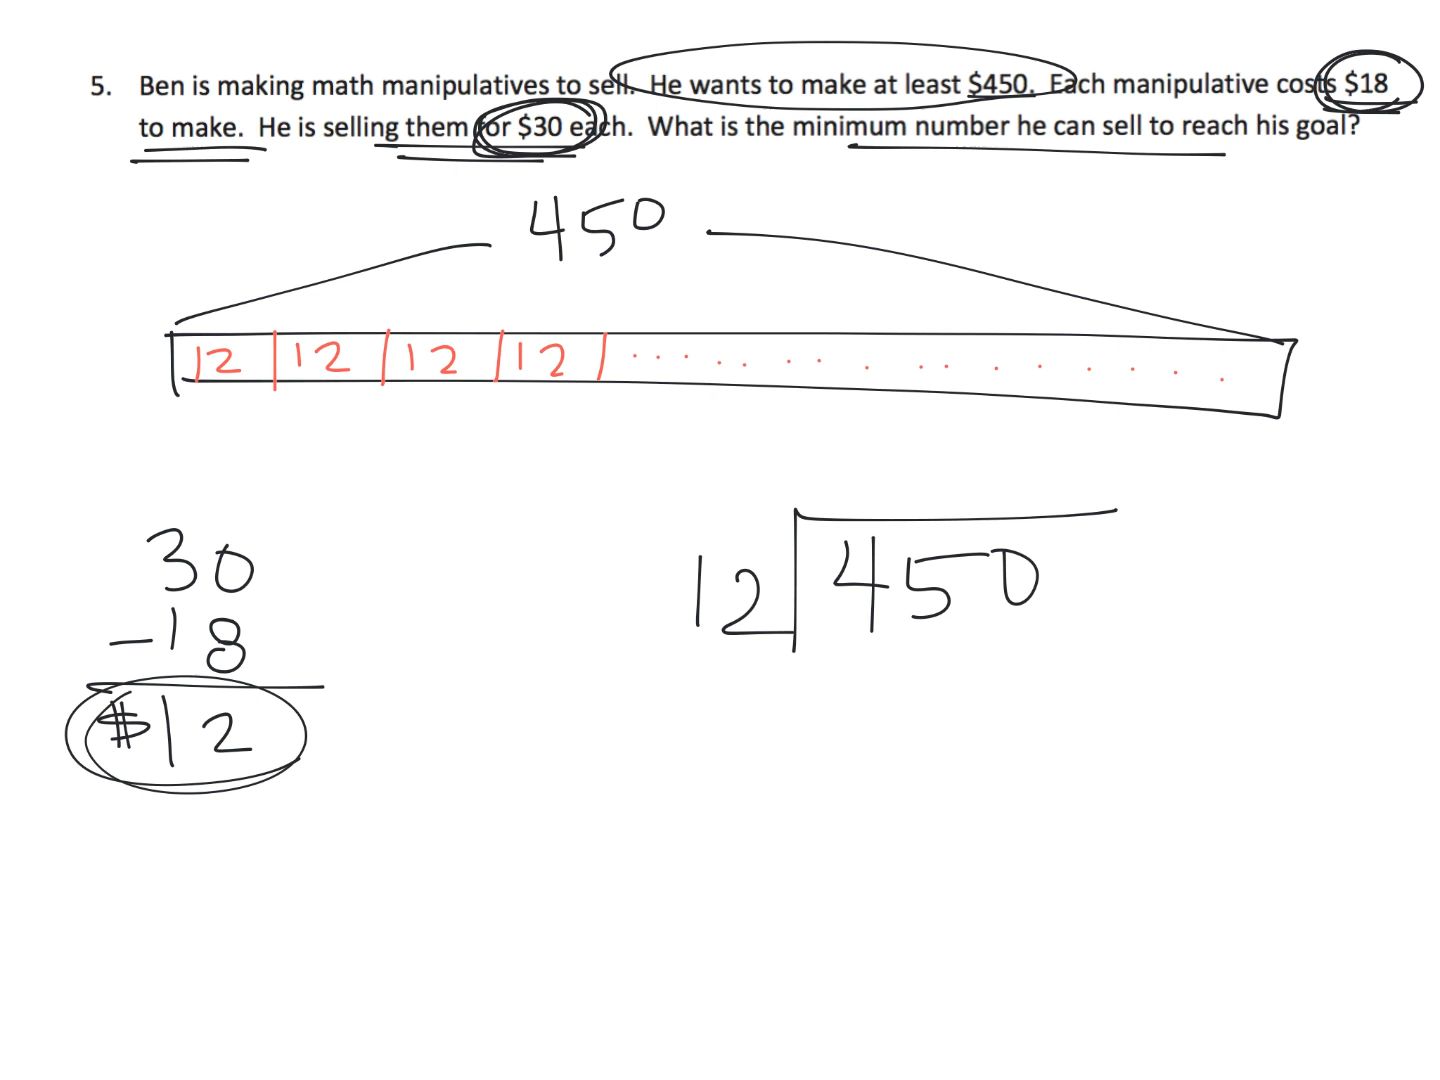 5. Ben is making math manipulatives to sell. He wants to make at least $450. Each manipulative costs $18
to make. He is selling them for $30 each. What is the minimum number he can sell to reach his goal?
450
12 12 12 12 . . . . . . . . . . . . . . . . .
30
-18
$12
12 450